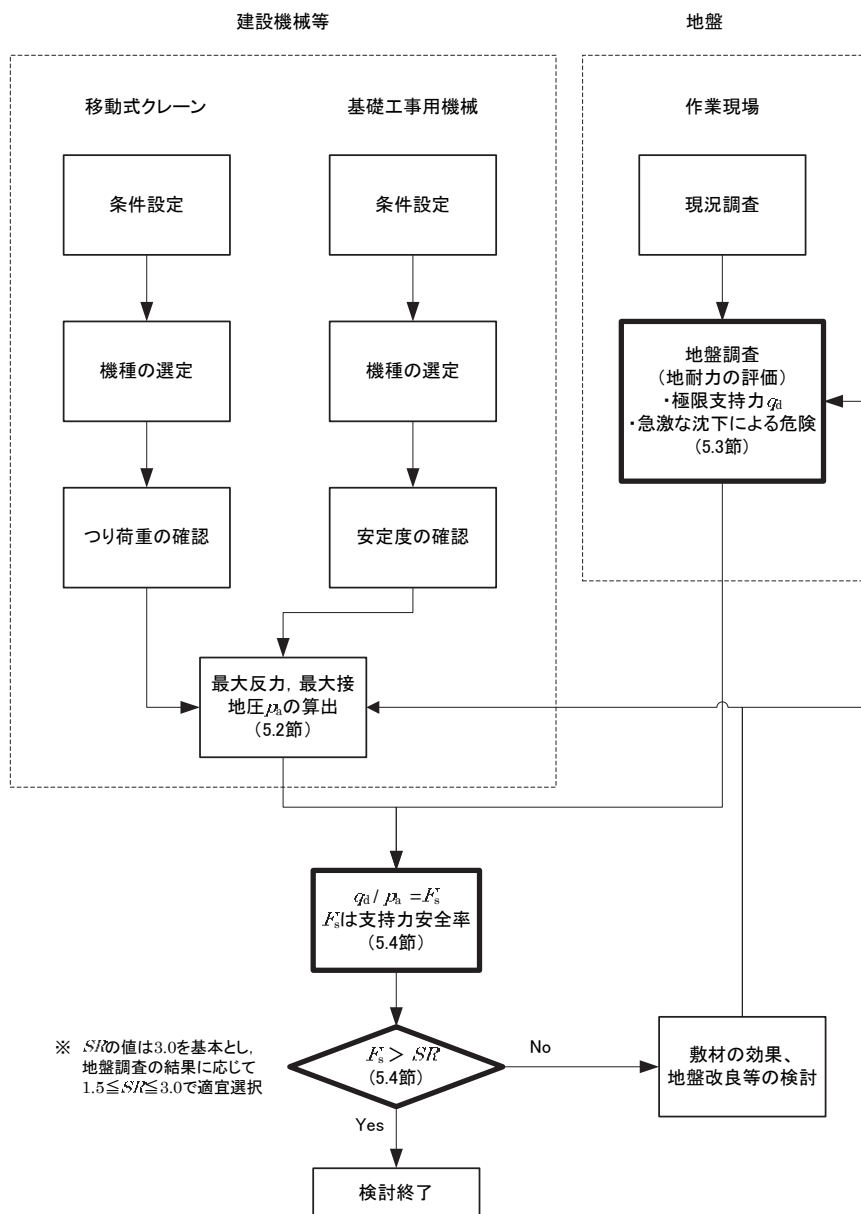 建設機械等
地盤
移動式クレーン
基礎工事用機械
作業現場
条件設定
条件設定
現況調査
機種の選定
機種の選定
地盤調査
(地耐力の評価)
・極限支持力qd
・急激な沈下による危険
(5.3節)
つり荷重の確認
安定度の確認
最大反力，最大接
地圧paの算出
(5.2節)
qd / pa =Fs
Fsは支持力安全率
(5.4節)
※ SRの値は3.0を基本とし，
地盤調査の結果に応じて
1.5≦SR≦3.0で適宜選択
Fs > SR
(5.4節)
No
敷材の効果、
地盤改良等の検討
Yes
検討終了